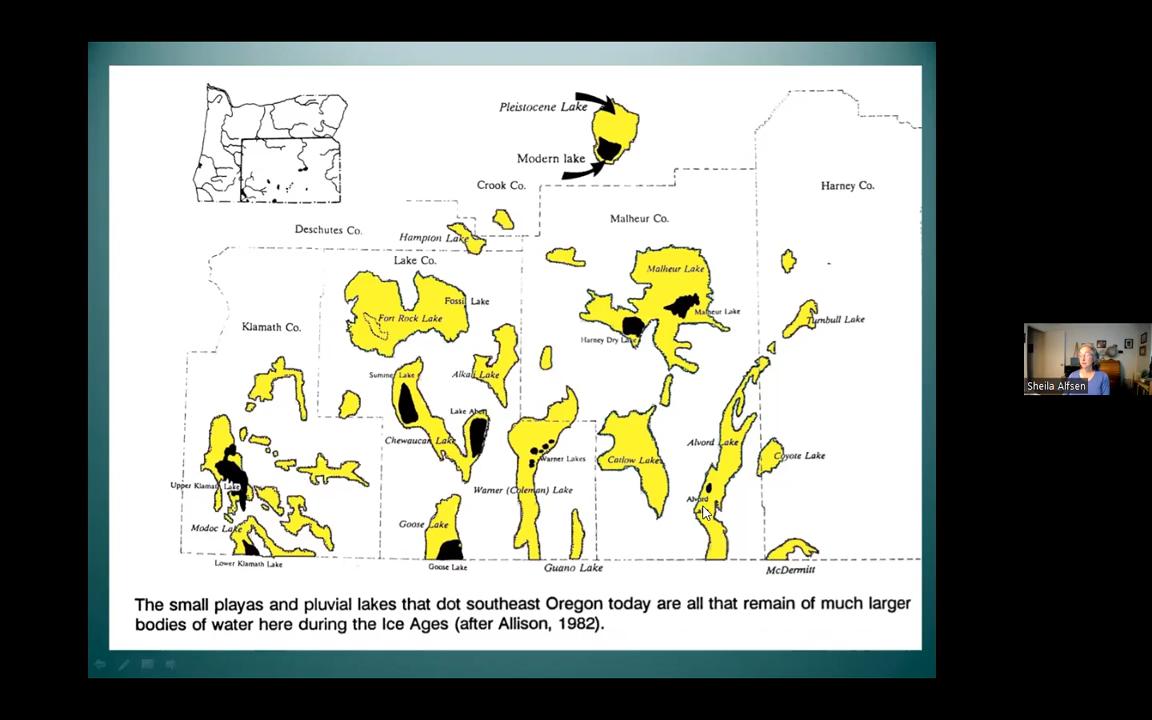 Pleistocene Lake
Modern lake
Crook Co.
Harney Co.
Malheur Co.
Deschutes Co.
Hampton Lake
Lake Co.
Malheur Lake
Fossil Lake
Malheur Lake
Fort Rock Lake
Turnbull Lake
Klamath Co.
Harney Dry Lake
Summer Lake
Alkali Lake
Lake Abert
Chewaucan Lake
Alvord Lake
Coyote Lake
Warner Lakes
Catlow Lake
Upper Klamath Lake
Warner (Coleman) Lake
Alvord
Modoc Lake
Goose Lake
Lower Klamath Lake
Goose Lake
Guano Lake
McDermitt
The small playas and pluvial lakes that dot southeast Oregon today are all that remain of much larger
bodies of water here during the Ice Ages (after Allison, 1982).
Sheila Alfsen